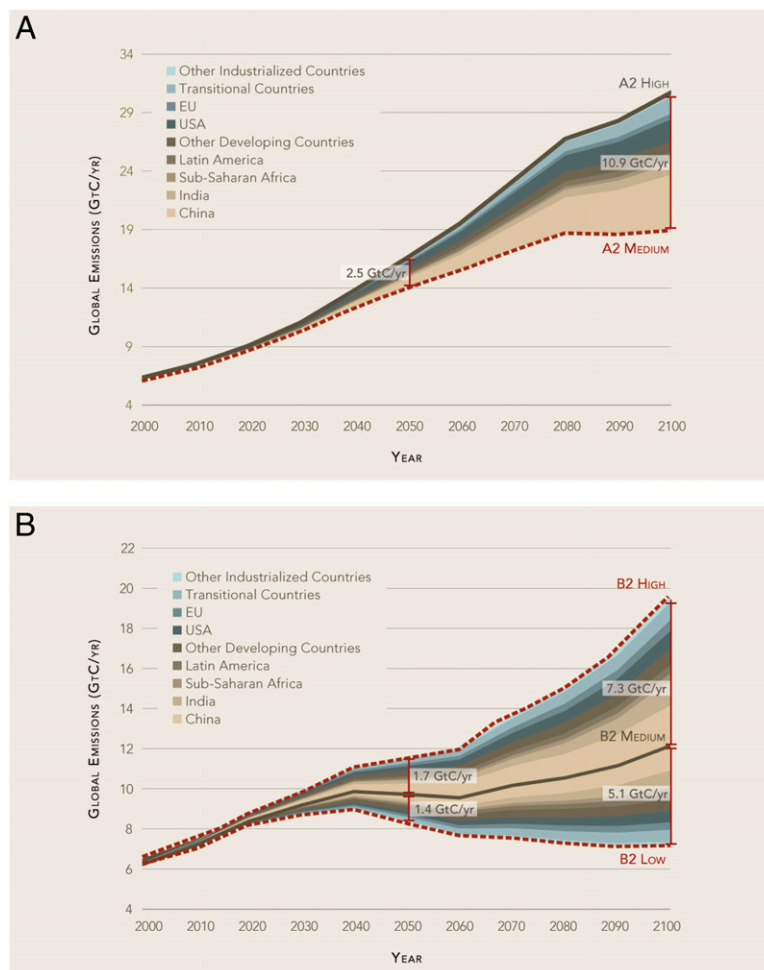 A
34
Other Industrialized Countries
A2 High
Transitional Countries
29
EU
USA
Other Developing Countries
24
Latin America
10.9 GtC/yr
Sub-Saharan Africa
India
19
China
A2 Medium
2.5 GtC/yr
14
9
4
Global Emissions (GtC/yr)
2000 2010 2020 2030 2040 2050 2060 2070 2080 2090 2100
Year
B
22
Other Industrialized Countries
B2 High
20
Transitional Countries
EU
18
USA
Other Developing Countries
16
Latin America
7.3 GtC/yr
Sub-Saharan Africa
14
India
China
B2 Medium
12
1.7 GtC/yr
10
1.4 GtC/yr
5.1 GtC/yr
8
B2 Low
6
4
Global Emissions (GtC/yr)
2000 2010 2020 2030 2040 2050 2060 2070 2080 2090 2100
Year